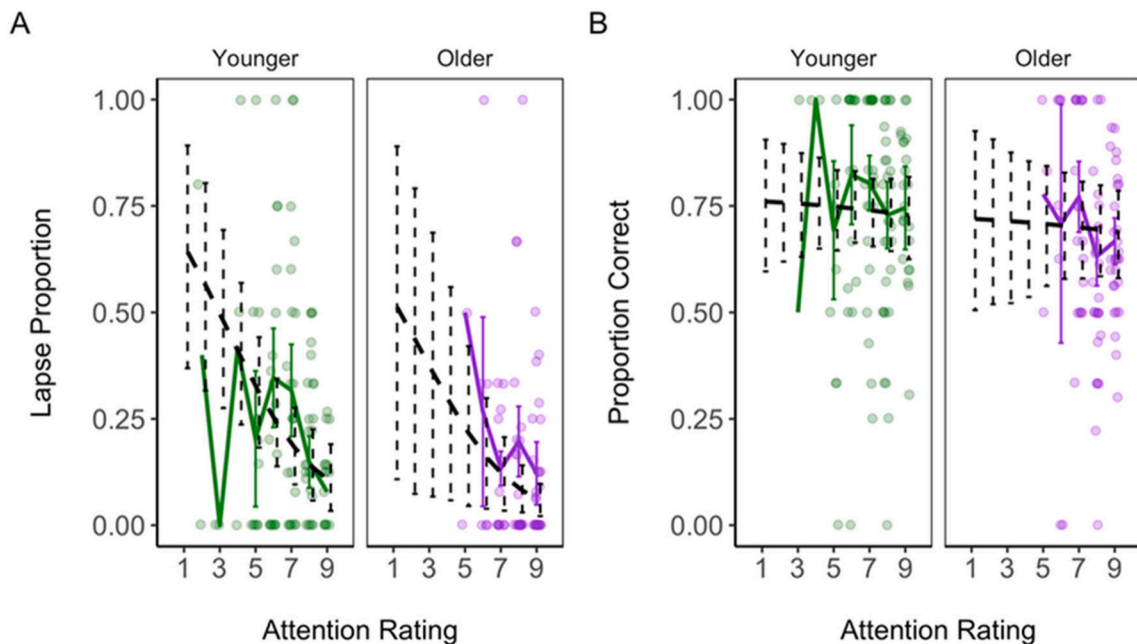 A
B
Younger
Older
Younger
Older
Lapse Proportion
1.00
0.75
0.50
0.25
0.00
1 3 5 7 9
1 3 5 7 9
Attention Rating
Proportion Correct
1.00
0.75
0.50
0.25
0.00
1 3 5 7 9
1 3 5 7 9
Attention Rating